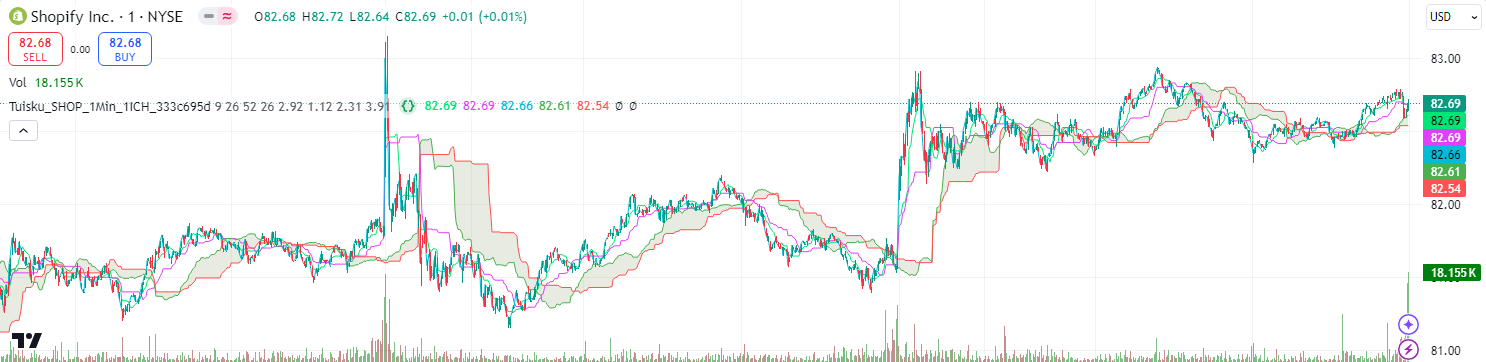 Shopify Inc. · 1 · NYSE O82.68 H82.72 L82.64 C82.69 +0.01 (+0.01%)
USD
82.68 SELL
0.00
82.68 BUY
Vol 18.155 K
Tuisku_SHOP_1Min_1ICH_333c695d 9 26 52 26 2.92 1.12 2.31 3.91 {} 82.69 82.69 82.66 82.61 82.54 Ø Ø
83.00
82.69
82.69
82.69
82.66
82.61
82.54
82.00
18.155 K
81.00